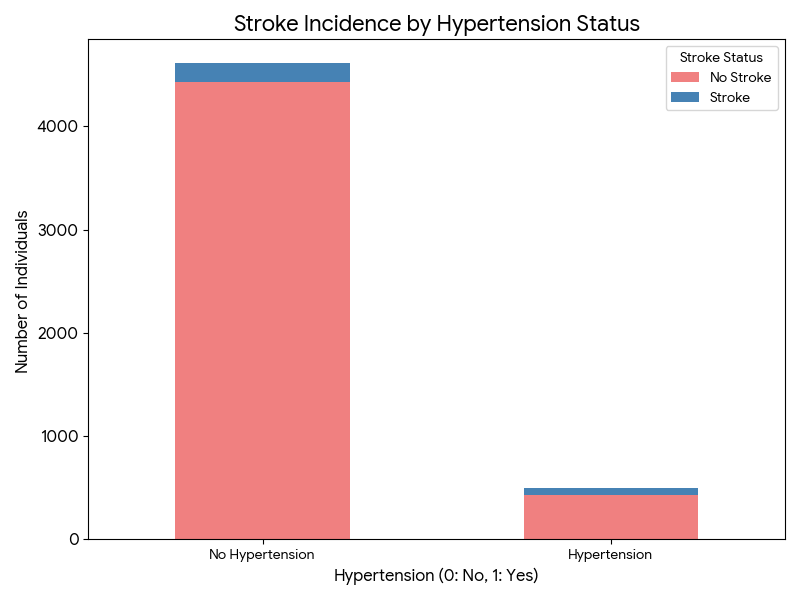 Stroke Incidence by Hypertension Status
Stroke Status
No Stroke
Stroke
Number of Individuals
4000
3000
2000
1000
0
No Hypertension
Hypertension
Hypertension (0: No, 1: Yes)